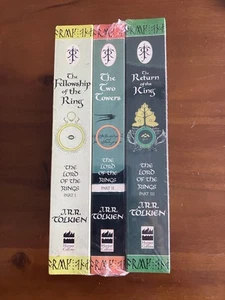 The
Fellowship
of the
Ring
THE
LORD
OF THE
RINGS
PART I
J.R.R.
TOLKIEN
The
Two
Towers
THE
LORD
OF THE
RINGS
PART II
J.R.R.
TOLKIEN
The
Return of
the
King
THE
LORD
OF THE
RINGS
PART III
J.R.R.
TOLKIEN